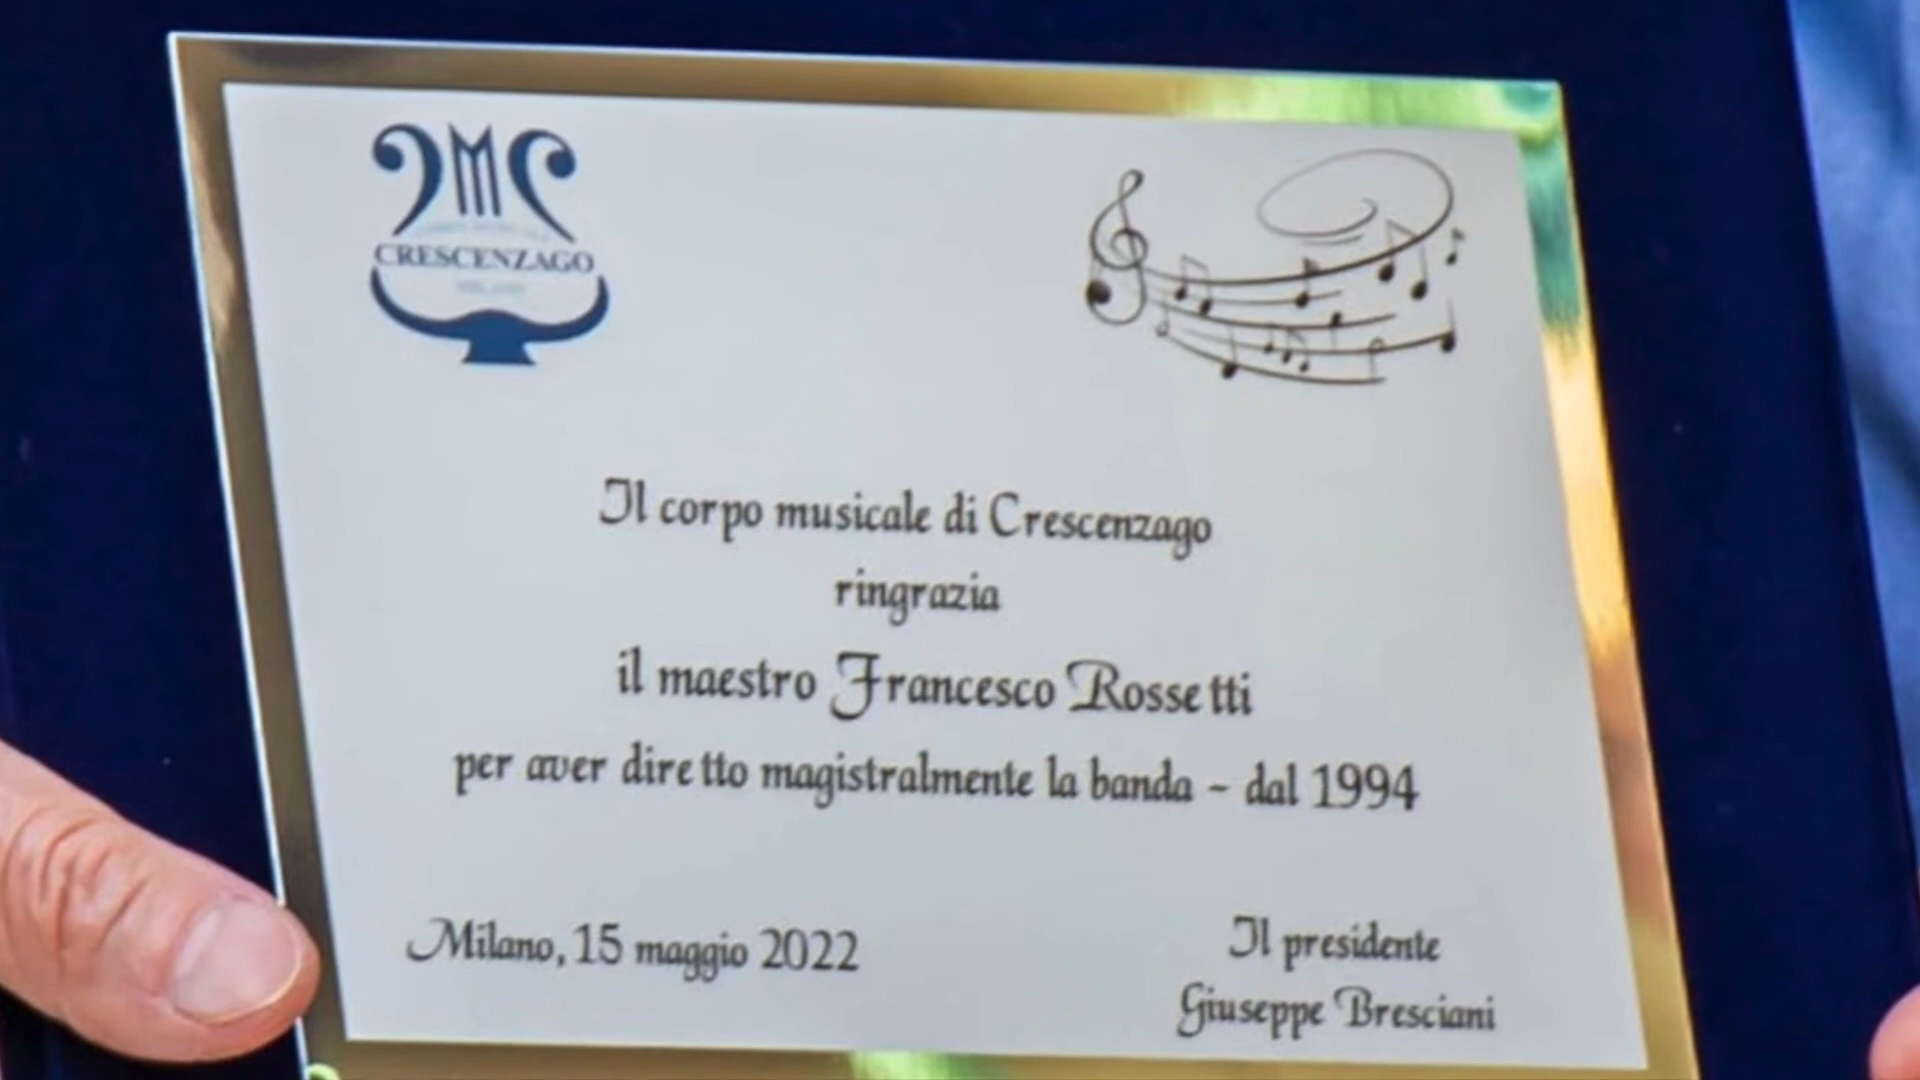 CRESCENZAGO
Il corpo musicale di Crescenzago
ringrazia
il maestro Francesco Rossetti
per aver diretto magistralmente la banda - dal 1994
Milano, 15 maggio 2022
Il presidente
Giuseppe Bresciani